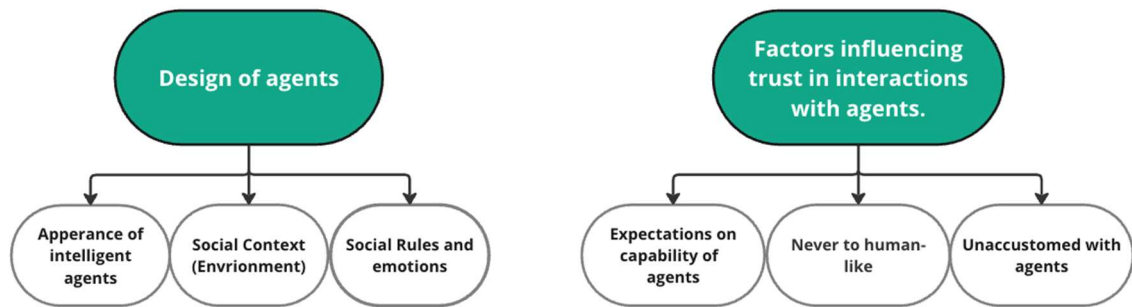 Design of agents
Factors influencing
trust in interactions
with agents.
Apperance of
intelligent
agents
Social Context
(Envrionment)
Social Rules and
emotions
Expectations on
capability of
agents
Never to human-
like
Unaccustomed with
agents